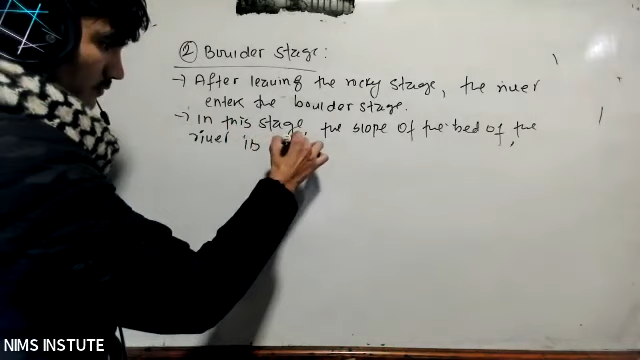 ② Boulder stage:
→ After leaving the rocky stage, the river
enter the boulder stage.
→ In this stage, the slope of the bed of the
river is
NIMS INSTUTE